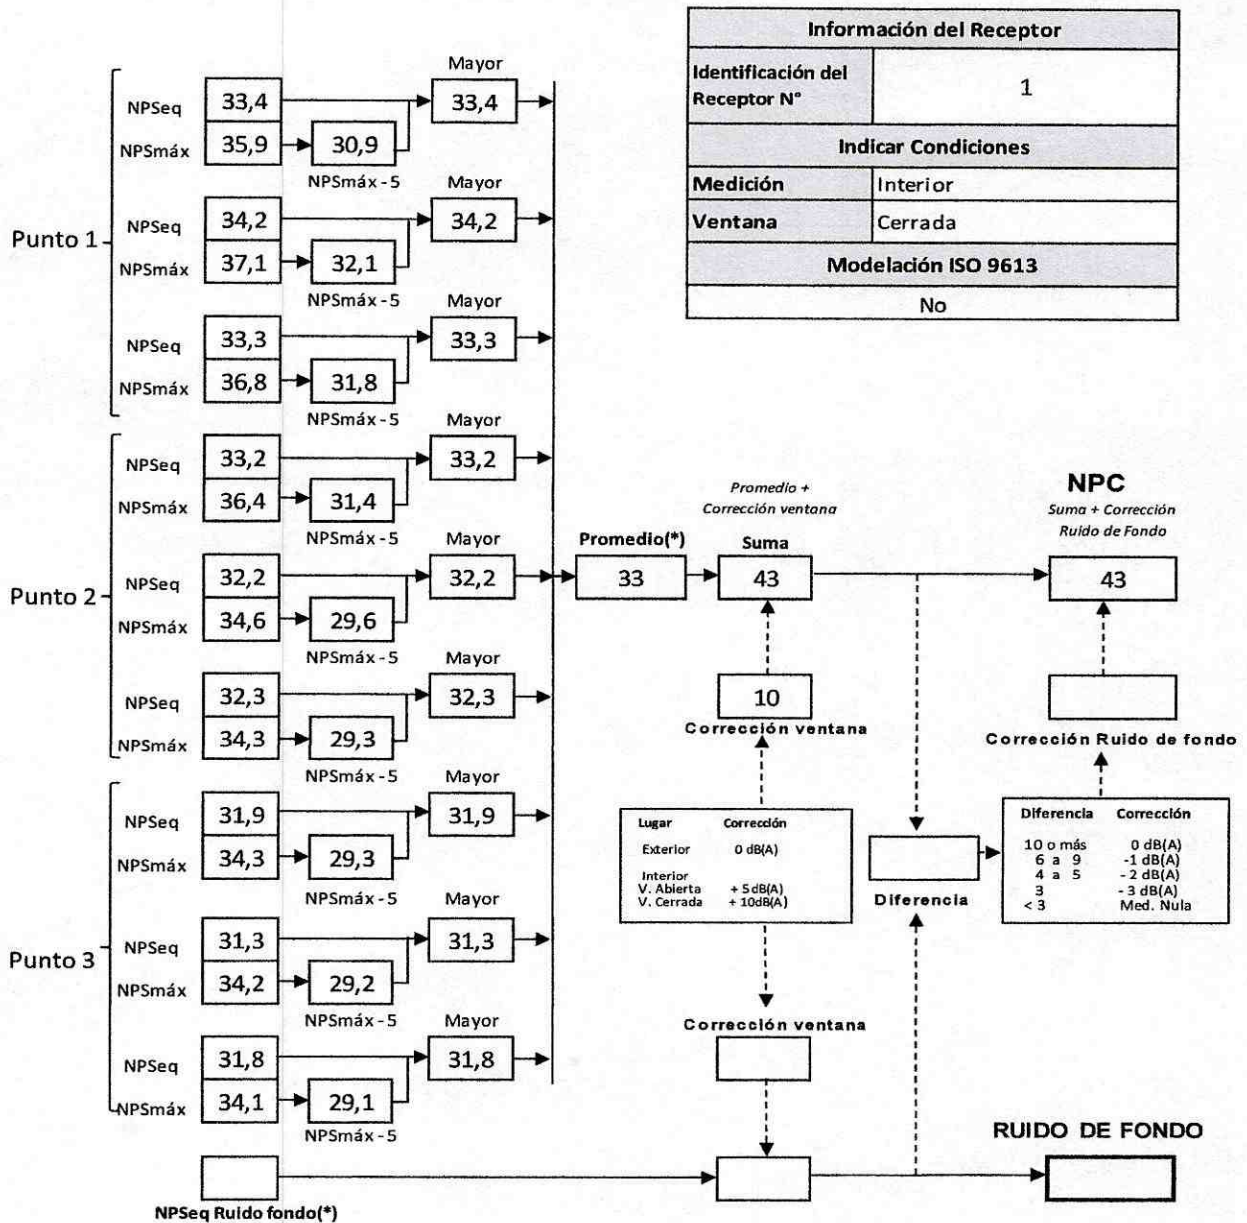 Información del Receptor
Identificación del Receptor N° 1
Indicar Condiciones
Medición Interior
Ventana Cerrada
Modelación ISO 9613
No
Punto 1
Mayor
NPSeq 33,4 33,4
NPSmáx 35,9 30,9
NPSmáx - 5
Mayor
NPSeq 34,2 34,2
NPSmáx 37,1 32,1
NPSmáx - 5
Mayor
NPSeq 33,3 33,3
NPSmáx 36,8 31,8
NPSmáx - 5
Punto 2
Mayor
NPSeq 33,2 33,2
NPSmáx 36,4 31,4
NPSmáx - 5
Mayor
NPSeq 32,2 32,2
NPSmáx 34,6 29,6
NPSmáx - 5
Mayor
NPSeq 32,3 32,3
NPSmáx 34,3 29,3
NPSmáx - 5
Punto 3
Mayor
NPSeq 31,9 31,9
NPSmáx 34,3 29,3
NPSmáx - 5
Mayor
NPSeq 31,3 31,3
NPSmáx 34,2 29,2
NPSmáx - 5
Mayor
NPSeq 31,8 31,8
NPSmáx 34,1 29,1
NPSmáx - 5
NPSeq Ruido fondo(*)
Promedio(*)
33
Promedio +
Corrección ventana
Suma
43
10
Corrección ventana
Lugar Corrección
Exterior 0 dB(A)
Interior
V. Abierta + 5 dB(A)
V. Cerrada + 10dB(A)
Corrección ventana
Diferencia
NPC
Suma + Corrección
Ruido de Fondo
43
Corrección Ruido de fondo
Diferencia Corrección
10 o más 0 dB(A)
6 a 9 -1 dB(A)
4 a 5 - 2 dB(A)
3 - 3 dB(A)
< 3 Med. Nula
RUIDO DE FONDO